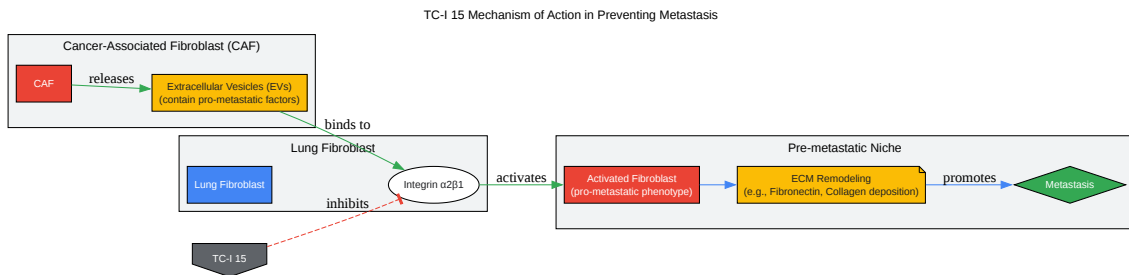 TC-I 15 Mechanism of Action in Preventing Metastasis
Cancer-Associated Fibroblast (CAF)
CAF
releases
Extracellular Vesicles (EVs)
(contain pro-metastatic factors)
binds to
Lung Fibroblast
Lung Fibroblast
Integrin α2β1
inhibits
TC-I 15
activates
Pre-metastatic Niche
Activated Fibroblast
(pro-metastatic phenotype)
ECM Remodeling
(e.g., Fibronectin, Collagen deposition)
promotes
Metastasis